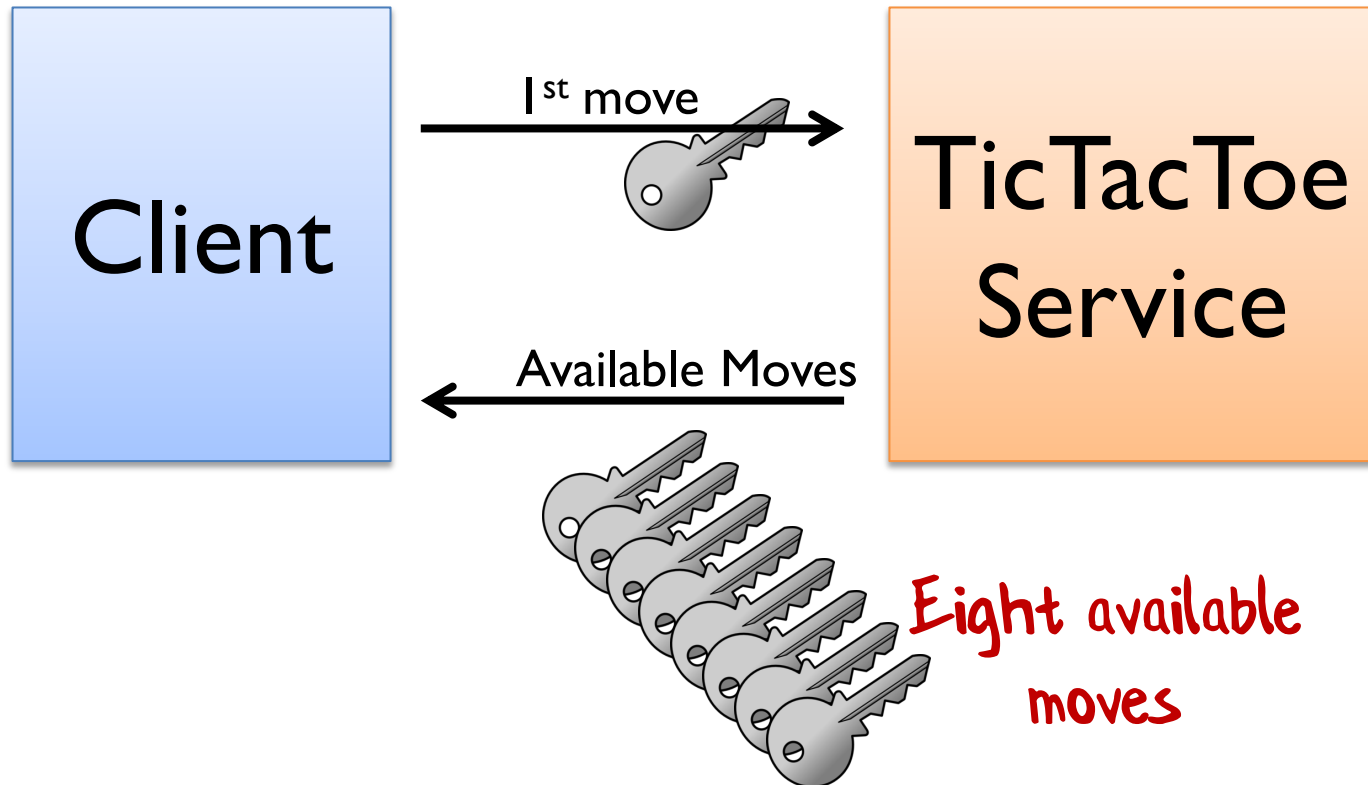 Client
1st move
TicTacToe
Service
Available Moves
Eight available
moves